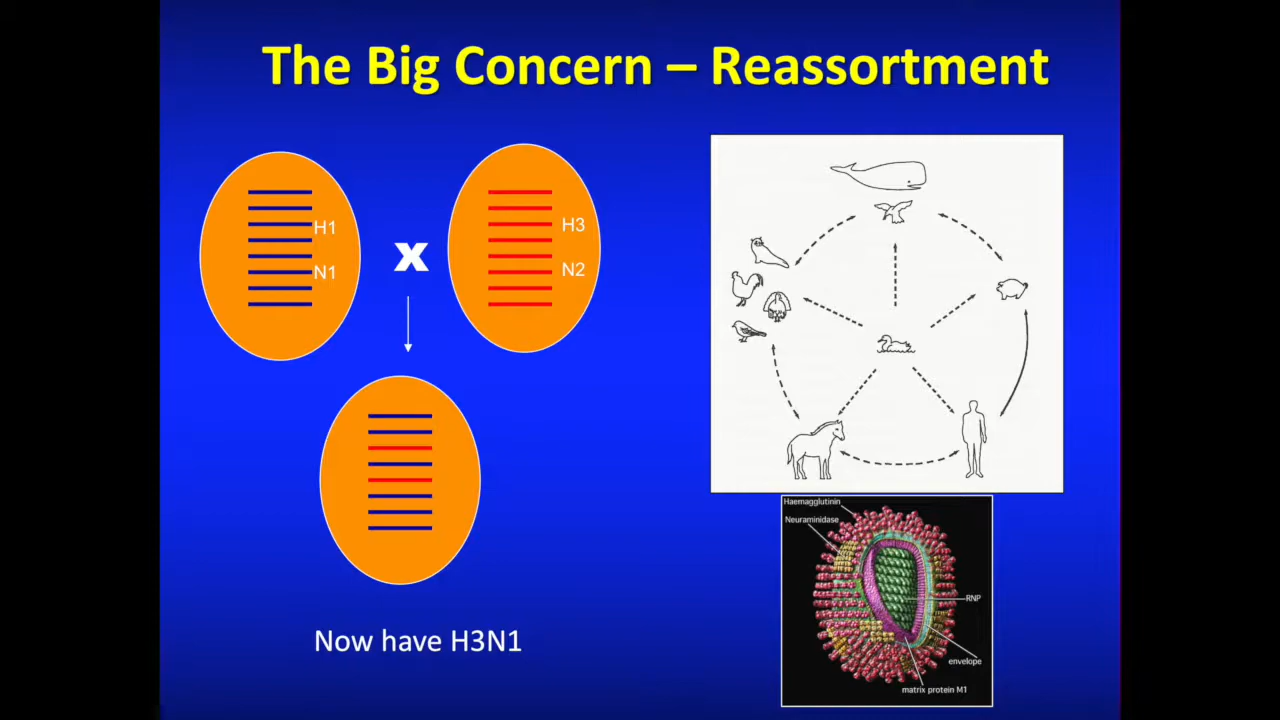 The Big Concern – Reassortment
H1
N1
x
H3
N2
Now have H3N1
Haemagglutinin
Neuraminidase
RNP
envelope
matrix protein M1